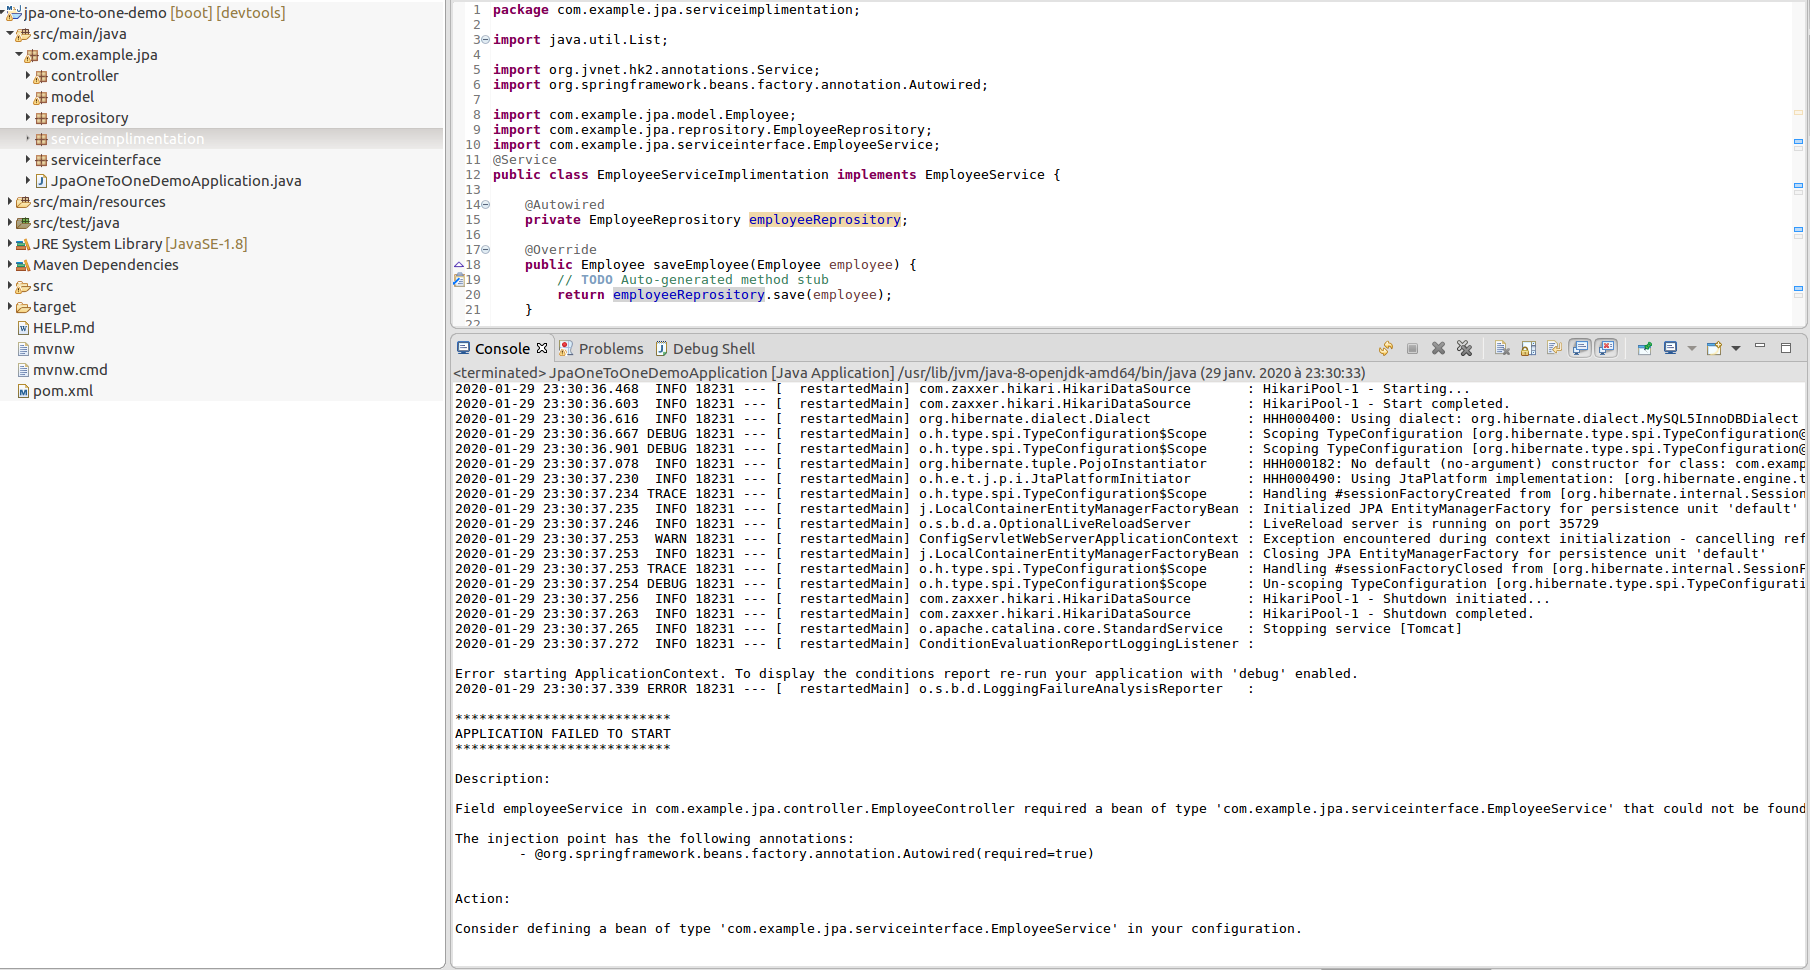 jpa-one-to-one-demo [boot] [devtools]
src/main/java
com.example.jpa
controller
model
reprository
serviceimplimentation
serviceinterface
JpaOneToOneDemoApplication.java
src/main/resources
src/test/java
JRE System Library [JavaSE-1.8]
Maven Dependencies
src
target
HELP.md
mvnw
mvnw.cmd
pom.xml
1 package com.example.jpa.serviceimplimentation;
2
3 import java.util.List;
4
5 import org.jvnet.hk2.annotations.Service;
6 import org.springframework.beans.factory.annotation.Autowired;
7
8 import com.example.jpa.model.Employee;
9 import com.example.jpa.reprository.EmployeeReprository;
10 import com.example.jpa.serviceinterface.EmployeeService;
11 @Service
12 public class EmployeeServiceImplimentation implements EmployeeService {
13
14 @Autowired
15 private EmployeeReprository employeeReprository;
16
17 @Override
18 public Employee saveEmployee(Employee employee) {
19 // TODO Auto-generated method stub
20 return employeeReprository.save(employee);
21 }
22
Console Problems Debug Shell
<terminated> JpaOneToOneDemoApplication [Java Application] /usr/lib/jvm/java-8-openjdk-amd64/bin/java (29 janv. 2020 à 23:30:33)
2020-01-29 23:30:36.468 INFO 18231 --- [ restartedMain] com.zaxxer.hikari.HikariDataSource : HikariPool-1 - Starting...
2020-01-29 23:30:36.603 INFO 18231 --- [ restartedMain] com.zaxxer.hikari.HikariDataSource : HikariPool-1 - Start completed.
2020-01-29 23:30:36.616 INFO 18231 --- [ restartedMain] org.hibernate.dialect.Dialect : HHH000400: Using dialect: org.hibernate.dialect.MySQL5InnoDBDialect
2020-01-29 23:30:36.667 DEBUG 18231 --- [ restartedMain] o.h.type.spi.TypeConfiguration$Scope : Scoping TypeConfiguration [org.hibernate.type.spi.TypeConfiguration@
2020-01-29 23:30:36.901 DEBUG 18231 --- [ restartedMain] o.h.type.spi.TypeConfiguration$Scope : Scoping TypeConfiguration [org.hibernate.type.spi.TypeConfiguration@
2020-01-29 23:30:37.078 INFO 18231 --- [ restartedMain] org.hibernate.tuple.PojoInstantiator : HHH000182: No default (no-argument) constructor for class: com.examp
2020-01-29 23:30:37.230 INFO 18231 --- [ restartedMain] o.h.e.t.j.p.i.JtaPlatformInitiator : HHH000490: Using JtaPlatform implementation: [org.hibernate.engine.t
2020-01-29 23:30:37.234 TRACE 18231 --- [ restartedMain] o.h.type.spi.TypeConfiguration$Scope : Handling #sessionFactoryCreated from [org.hibernate.internal.Session
2020-01-29 23:30:37.235 INFO 18231 --- [ restartedMain] j.LocalContainerEntityManagerFactoryBean : Initialized JPA EntityManagerFactory for persistence unit 'default'
2020-01-29 23:30:37.246 INFO 18231 --- [ restartedMain] o.s.b.d.a.OptionalLiveReloadServer : LiveReload server is running on port 35729
2020-01-29 23:30:37.253 WARN 18231 --- [ restartedMain] ConfigServletWebServerApplicationContext : Exception encountered during context initialization - cancelling ref
2020-01-29 23:30:37.253 INFO 18231 --- [ restartedMain] j.LocalContainerEntityManagerFactoryBean : Closing JPA EntityManagerFactory for persistence unit 'default'
2020-01-29 23:30:37.253 TRACE 18231 --- [ restartedMain] o.h.type.spi.TypeConfiguration$Scope : Handling #sessionFactoryClosed from [org.hibernate.internal.SessionF
2020-01-29 23:30:37.254 DEBUG 18231 --- [ restartedMain] o.h.type.spi.TypeConfiguration$Scope : Un-scoping TypeConfiguration [org.hibernate.type.spi.TypeConfigurati
2020-01-29 23:30:37.256 INFO 18231 --- [ restartedMain] com.zaxxer.hikari.HikariDataSource : HikariPool-1 - Shutdown initiated...
2020-01-29 23:30:37.263 INFO 18231 --- [ restartedMain] com.zaxxer.hikari.HikariDataSource : HikariPool-1 - Shutdown completed.
2020-01-29 23:30:37.265 INFO 18231 --- [ restartedMain] o.apache.catalina.core.StandardService : Stopping service [Tomcat]
2020-01-29 23:30:37.272 INFO 18231 --- [ restartedMain] ConditionEvaluationReportLoggingListener :
Error starting ApplicationContext. To display the conditions report re-run your application with 'debug' enabled.
2020-01-29 23:30:37.339 ERROR 18231 --- [ restartedMain] o.s.b.d.LoggingFailureAnalysisReporter :
***************************
APPLICATION FAILED TO START
***************************
Description:
Field employeeService in com.example.jpa.controller.EmployeeController required a bean of type 'com.example.jpa.serviceinterface.EmployeeService' that could not be found
The injection point has the following annotations:
- @org.springframework.beans.factory.annotation.Autowired(required=true)
Action:
Consider defining a bean of type 'com.example.jpa.serviceinterface.EmployeeService' in your configuration.